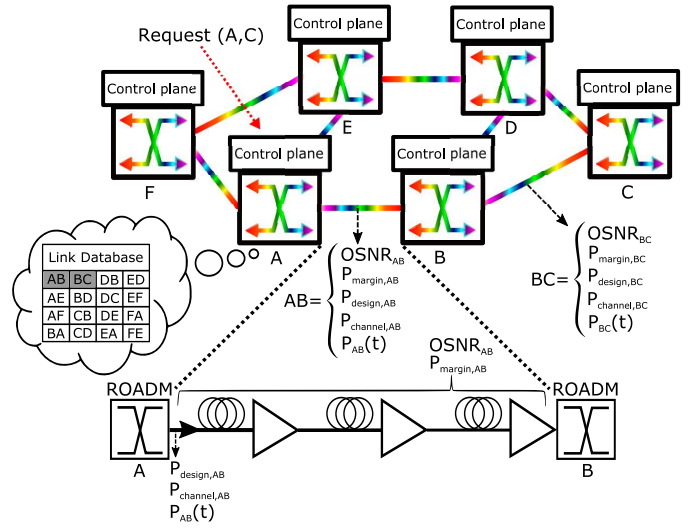 Request (A,C)
Control plane
Control plane
Control plane
Control plane
E
D
Control plane
Control plane
F
C
A
B
Link Database
AB BC DB ED
AE BD DC EF
AF CB DE FA
BA CD EA FE
AB=
OSNR_AB
P_margin,AB
P_design,AB
P_channel,AB
P_AB(t)
BC=
OSNR_BC
P_margin,BC
P_design,BC
P_channel,BC
P_BC(t)
OSNR_AB
P_margin,AB
ROADM
ROADM
A
B
P_design,AB
P_channel,AB
P_AB(t)